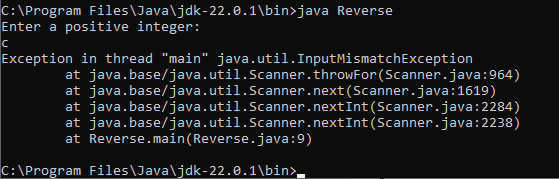 C:\Program Files\Java\jdk-22.0.1\bin>java Reverse
Enter a positive integer:
c
Exception in thread "main" java.util.InputMismatchException
at java.base/java.util.Scanner.throwFor(Scanner.java:964)
at java.base/java.util.Scanner.next(Scanner.java:1619)
at java.base/java.util.Scanner.nextInt(Scanner.java:2284)
at java.base/java.util.Scanner.nextInt(Scanner.java:2238)
at Reverse.main(Reverse.java:9)
C:\Program Files\Java\jdk-22.0.1\bin>